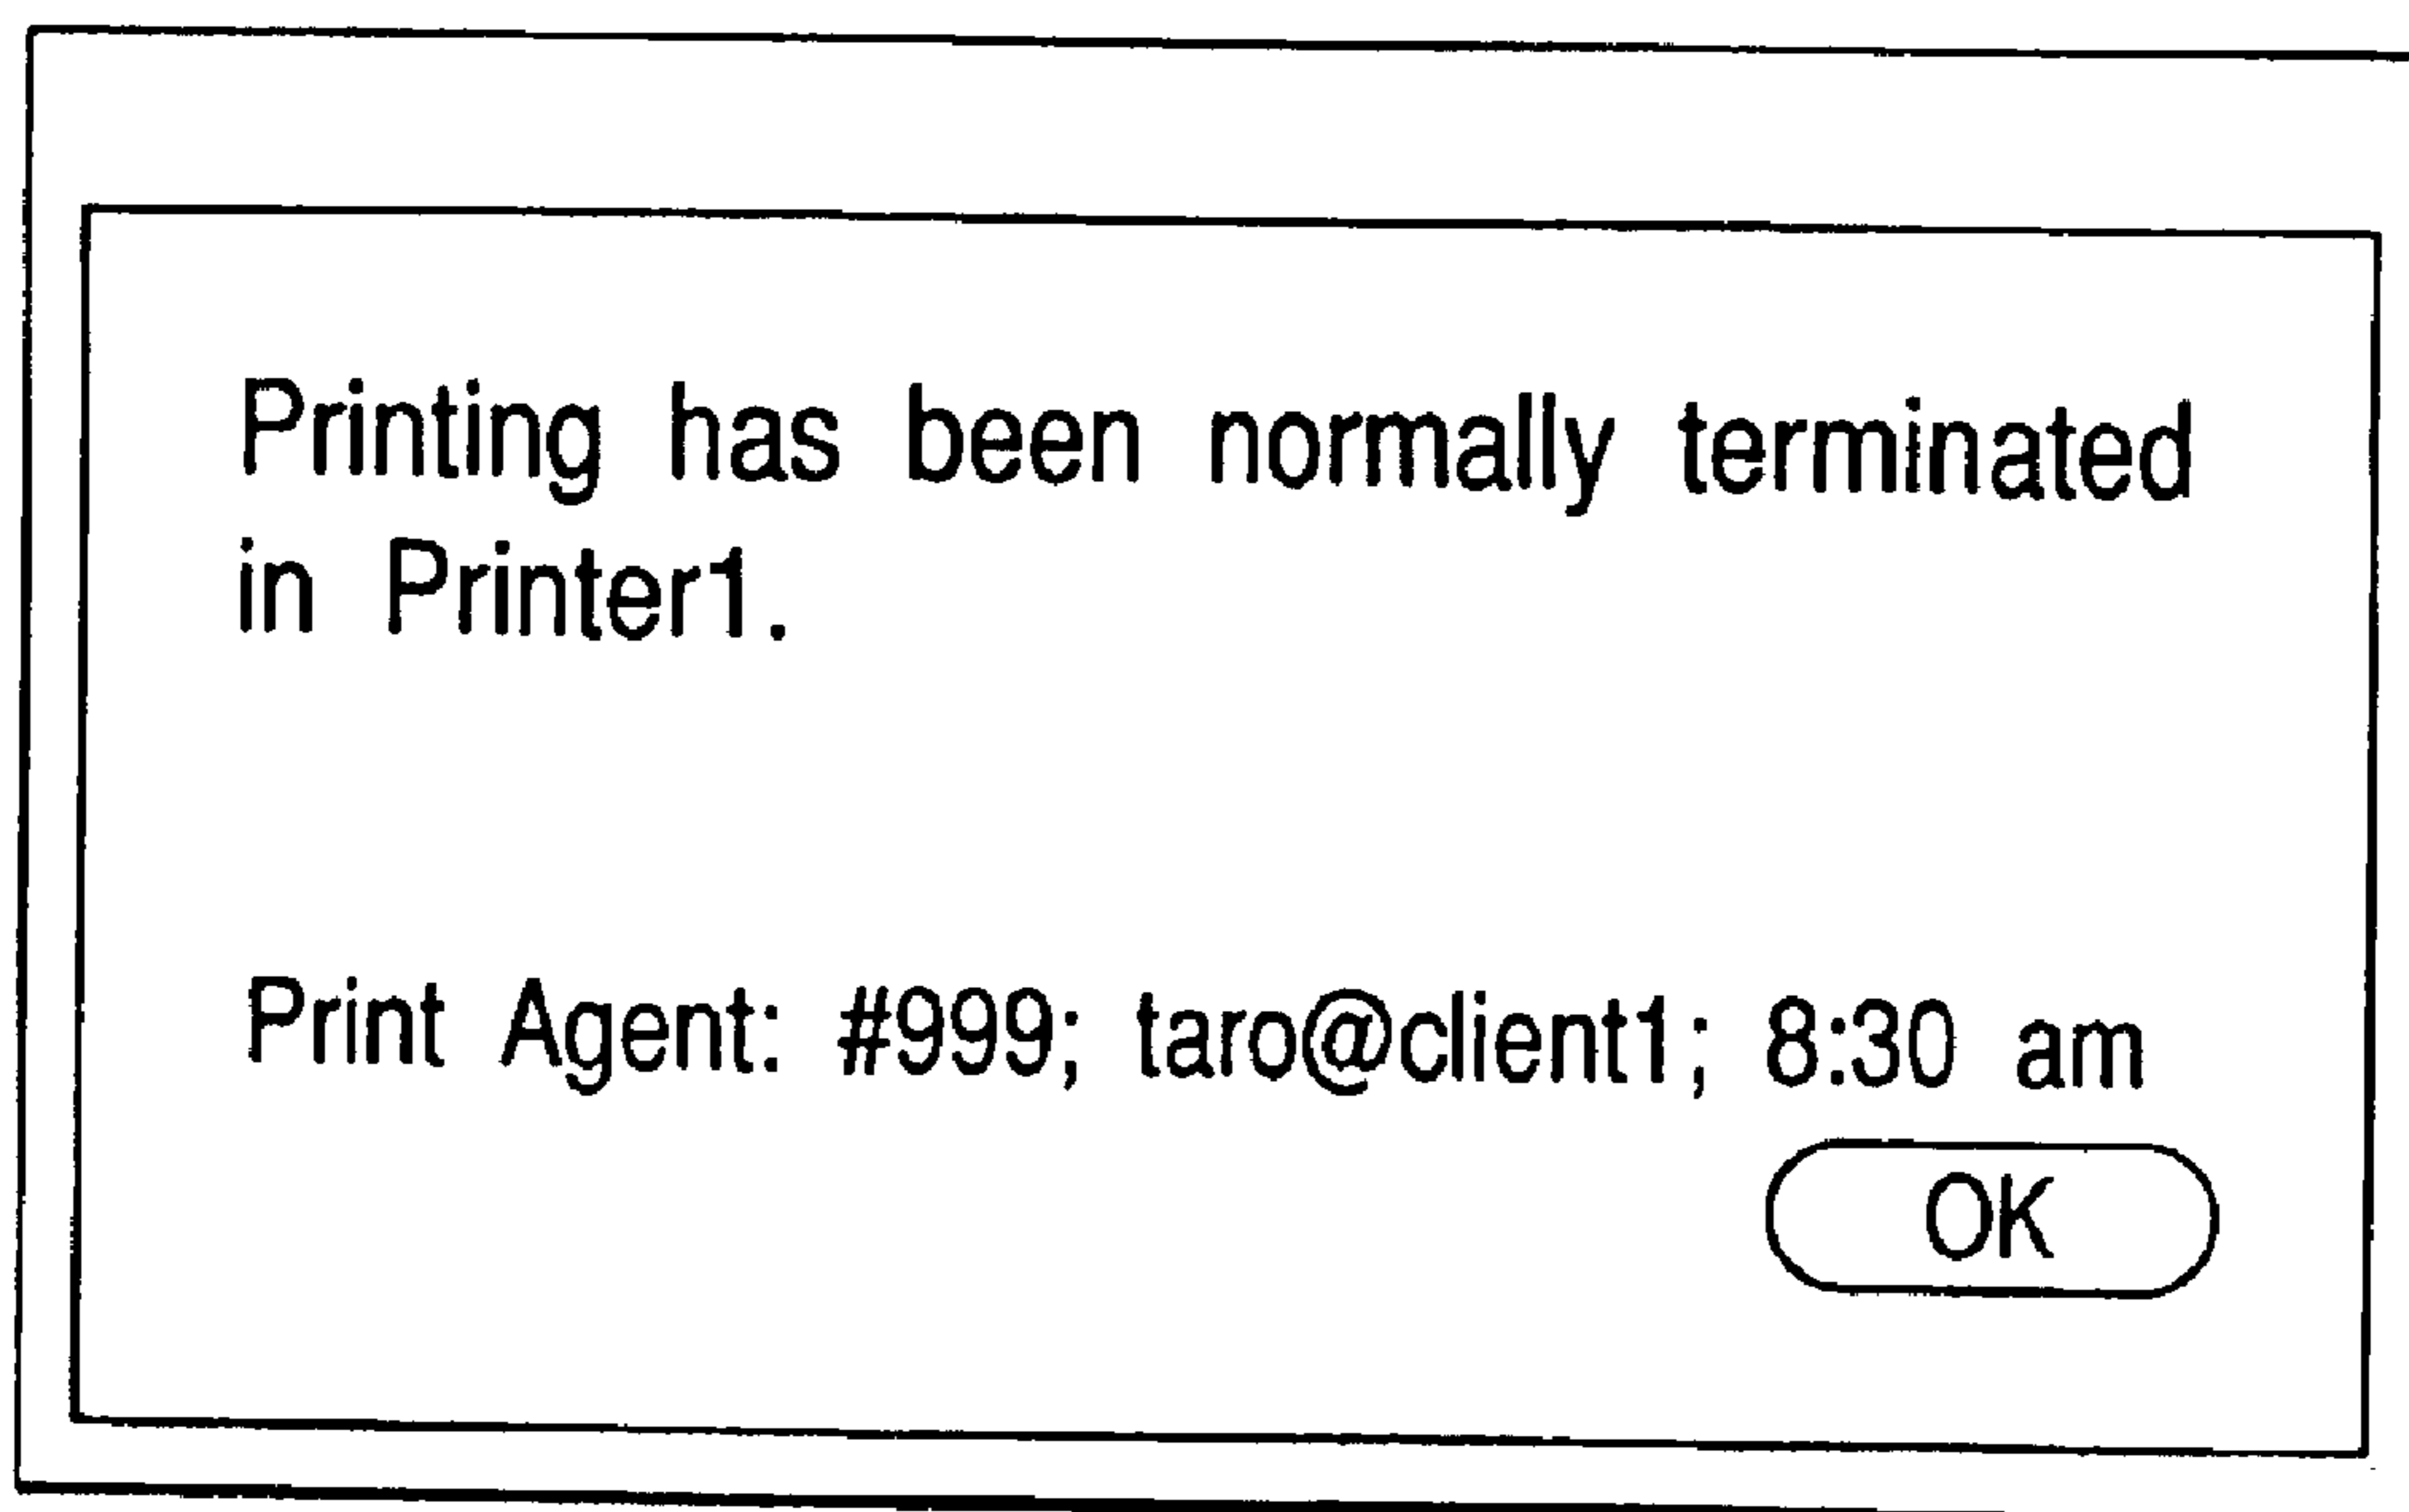 Printing has been normally terminated
in Printer1.
Print Agent: #999; taro@client1; 8:30 am
OK